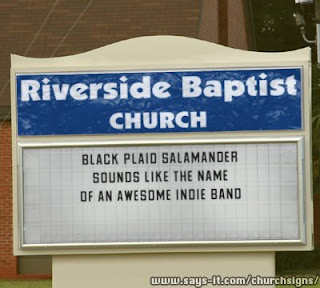 Riverside Baptist
CHURCH
BLACK PLAID SALAMANDER
SOUNDS LIKE THE NAME
OF AN AWESOME INDIE BAND
www.says-it.com/churchsigns/